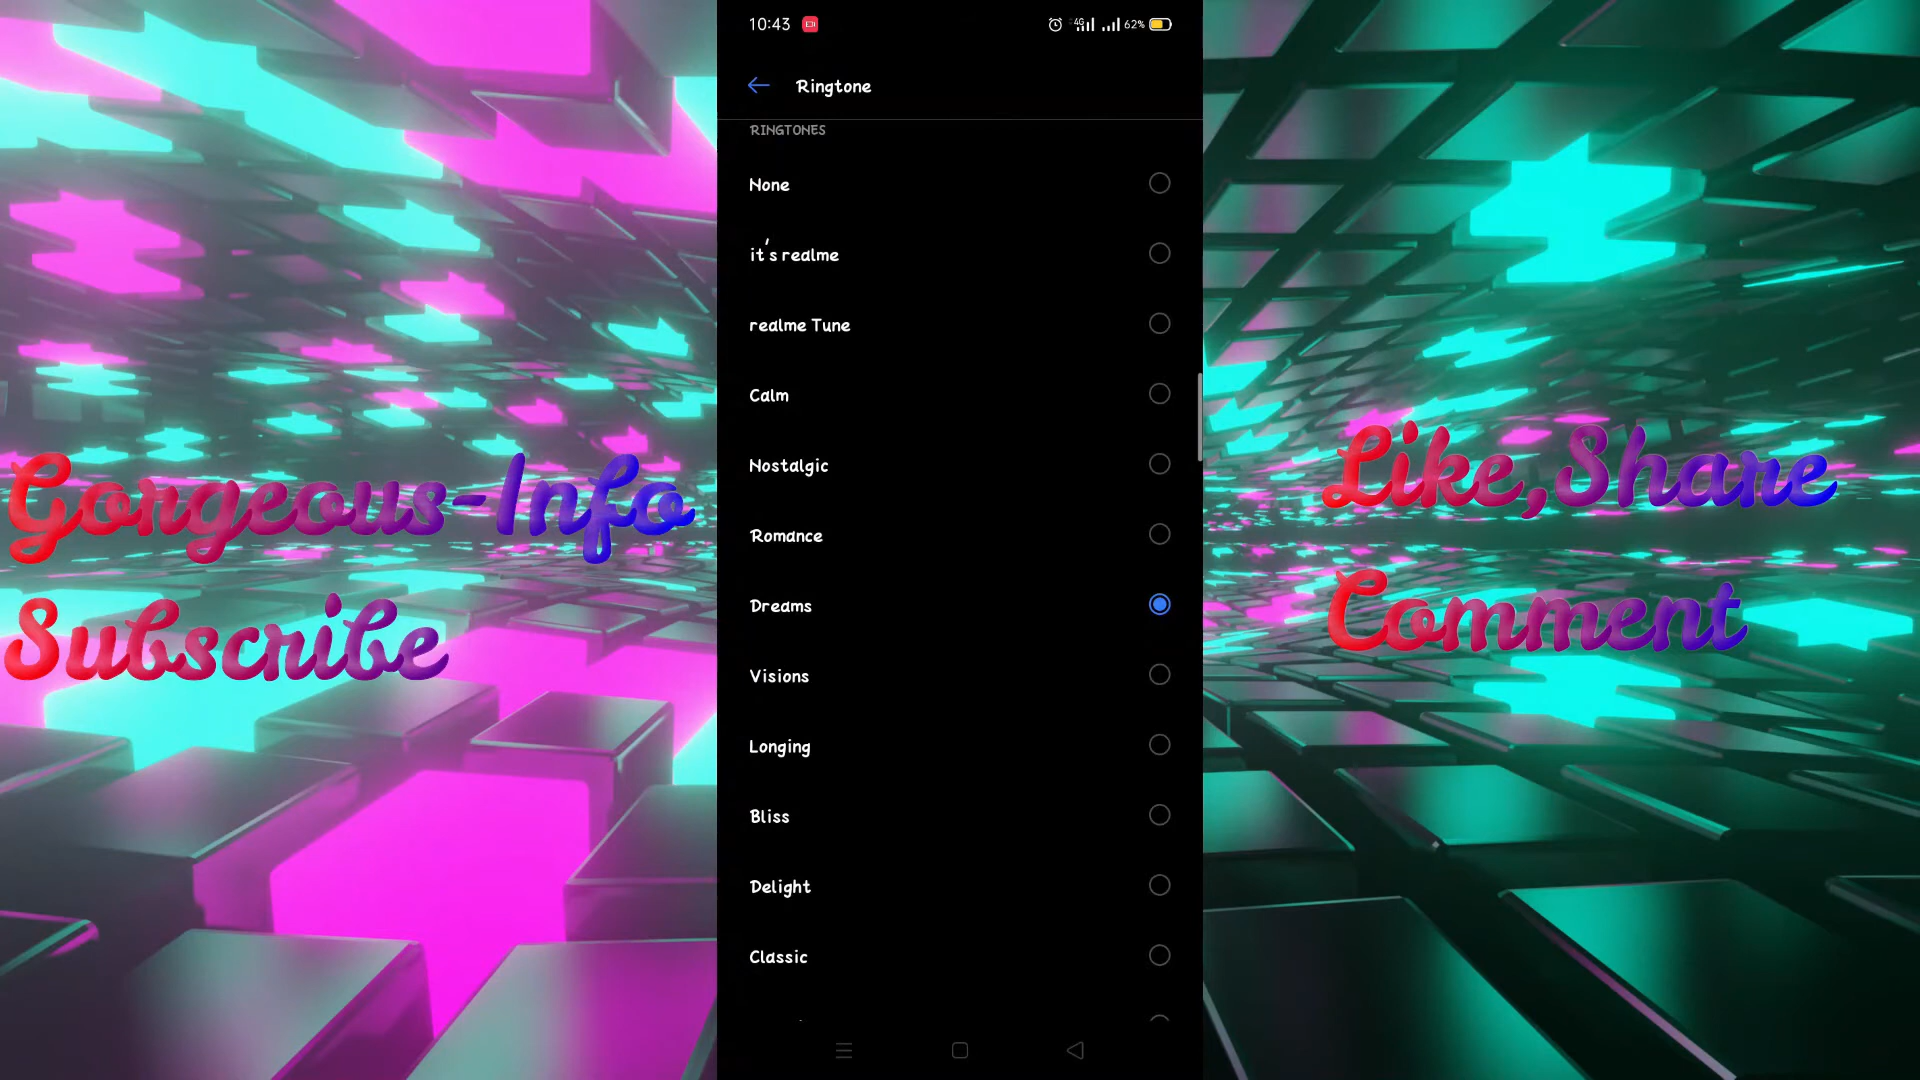 10:43
4G 62%
Ringtone
RINGTONES
None
it's realme
realme Tune
Calm
Nostalgic
Romance
Dreams
Visions
Longing
Bliss
Delight
Classic
Gorgeous-Info
Subscribe
Like,Share
Comment